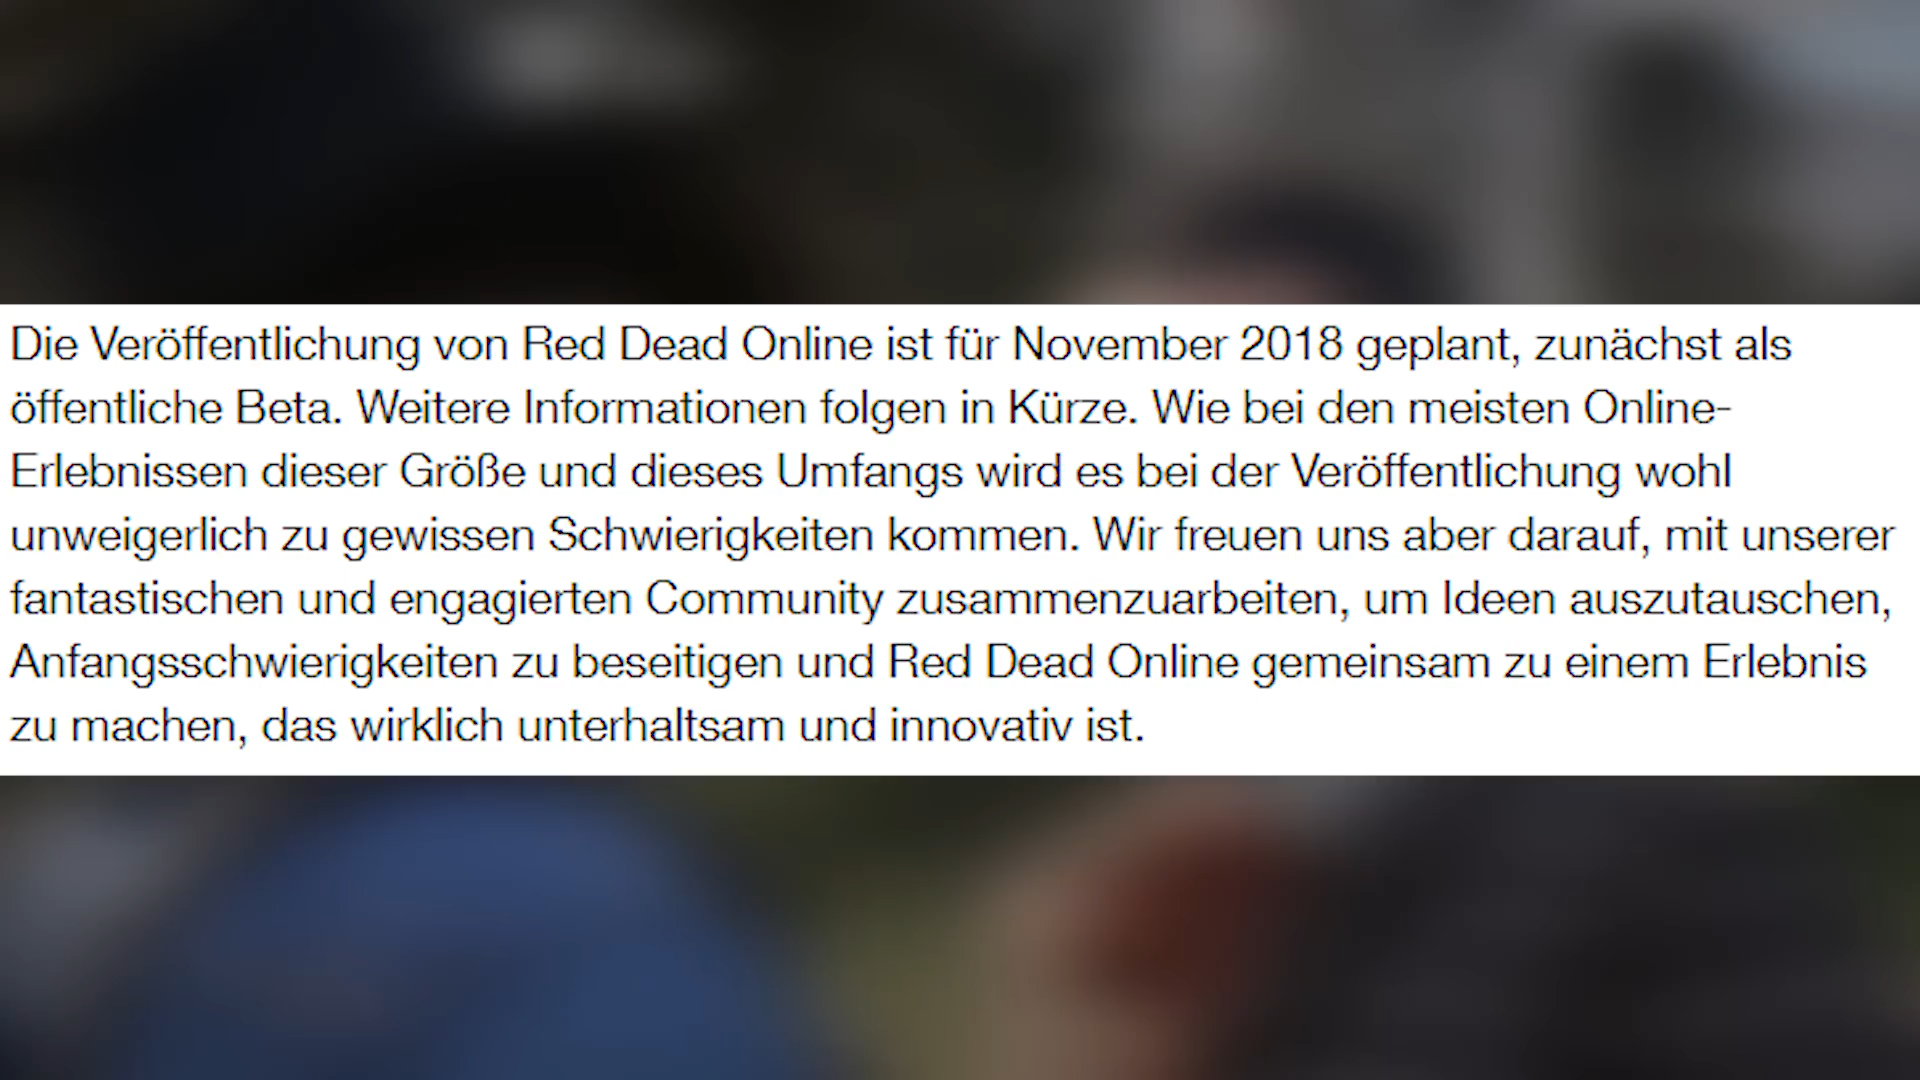 Die Veröffentlichung von Red Dead Online ist für November 2018 geplant, zunächst als
öffentliche Beta. Weitere Informationen folgen in Kürze. Wie bei den meisten Online-
Erlebnissen dieser Größe und dieses Umfangs wird es bei der Veröffentlichung wohl
unweigerlich zu gewissen Schwierigkeiten kommen. Wir freuen uns aber darauf, mit unserer
fantastischen und engagierten Community zusammenzuarbeiten, um Ideen auszutauschen,
Anfangsschwierigkeiten zu beseitigen und Red Dead Online gemeinsam zu einem Erlebnis
zu machen, das wirklich unterhaltsam und innovativ ist.